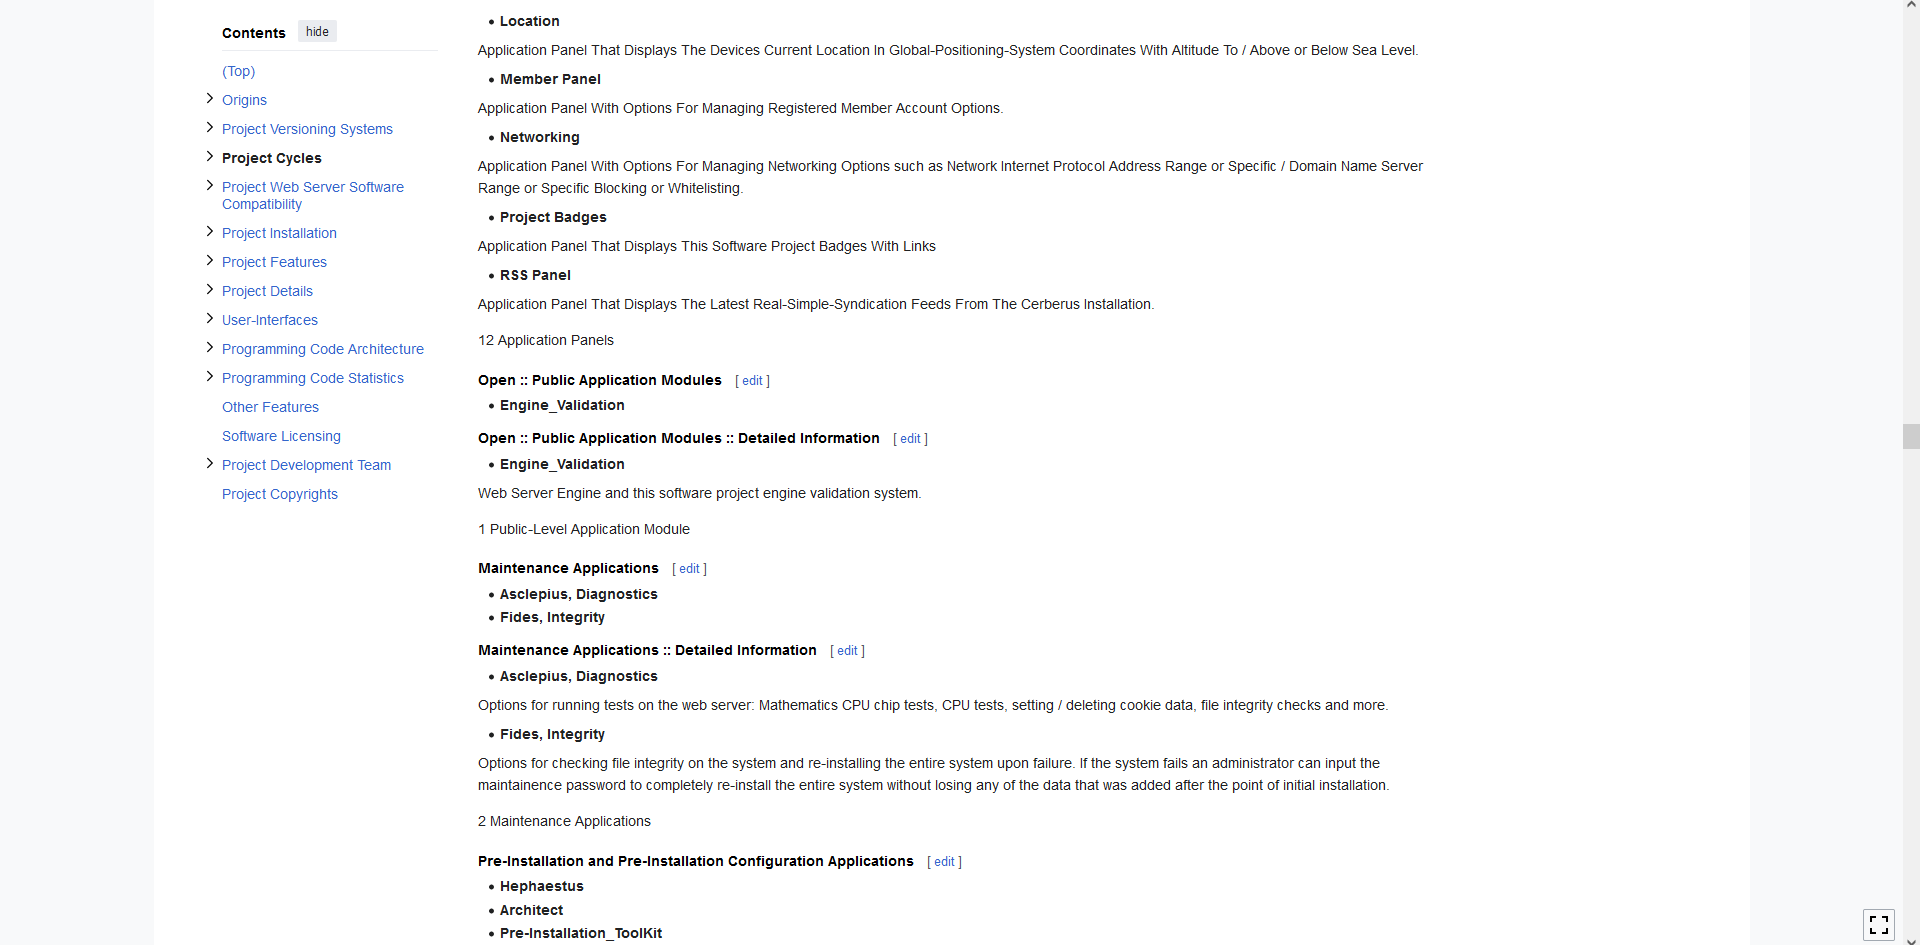 Contents hide
(Top)
Origins
Project Versioning Systems
Project Cycles
Project Web Server Software
Compatibility
Project Installation
Project Features
Project Details
User-Interfaces
Programming Code Architecture
Programming Code Statistics
Other Features
Software Licensing
Project Development Team
Project Copyrights
• Location
Application Panel That Displays The Devices Current Location In Global-Positioning-System Coordinates With Altitude To / Above or Below Sea Level.
• Member Panel
Application Panel With Options For Managing Registered Member Account Options.
• Networking
Application Panel With Options For Managing Networking Options such as Network Internet Protocol Address Range or Specific / Domain Name Server
Range or Specific Blocking or Whitelisting.
• Project Badges
Application Panel That Displays This Software Project Badges With Links
• RSS Panel
Application Panel That Displays The Latest Real-Simple-Syndication Feeds From The Cerberus Installation.
12 Application Panels
Open :: Public Application Modules [ edit ]
• Engine_Validation
Open :: Public Application Modules :: Detailed Information [ edit ]
• Engine_Validation
Web Server Engine and this software project engine validation system.
1 Public-Level Application Module
Maintenance Applications [ edit ]
• Asclepius, Diagnostics
• Fides, Integrity
Maintenance Applications :: Detailed Information [ edit ]
• Asclepius, Diagnostics
Options for running tests on the web server: Mathematics CPU chip tests, CPU tests, setting / deleting cookie data, file integrity checks and more.
• Fides, Integrity
Options for checking file integrity on the system and re-installing the entire system upon failure. If the system fails an administrator can input the
maintainence password to completely re-install the entire system without losing any of the data that was added after the point of initial installation.
2 Maintenance Applications
Pre-Installation and Pre-Installation Configuration Applications [ edit ]
• Hephaestus
• Architect
• Pre-Installation_ToolKit